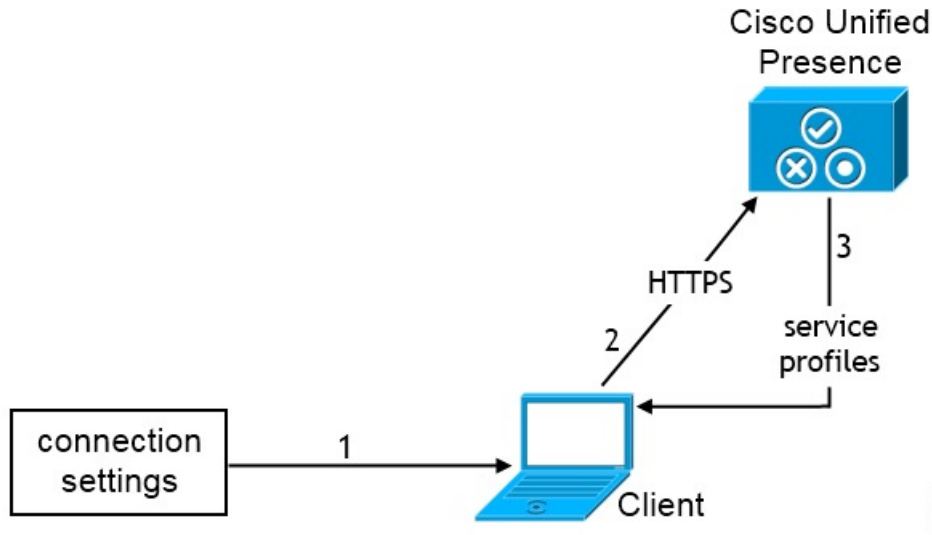 Cisco Unified
Presence
3
HTTPS
service
profiles
2
connection
settings
1
Client